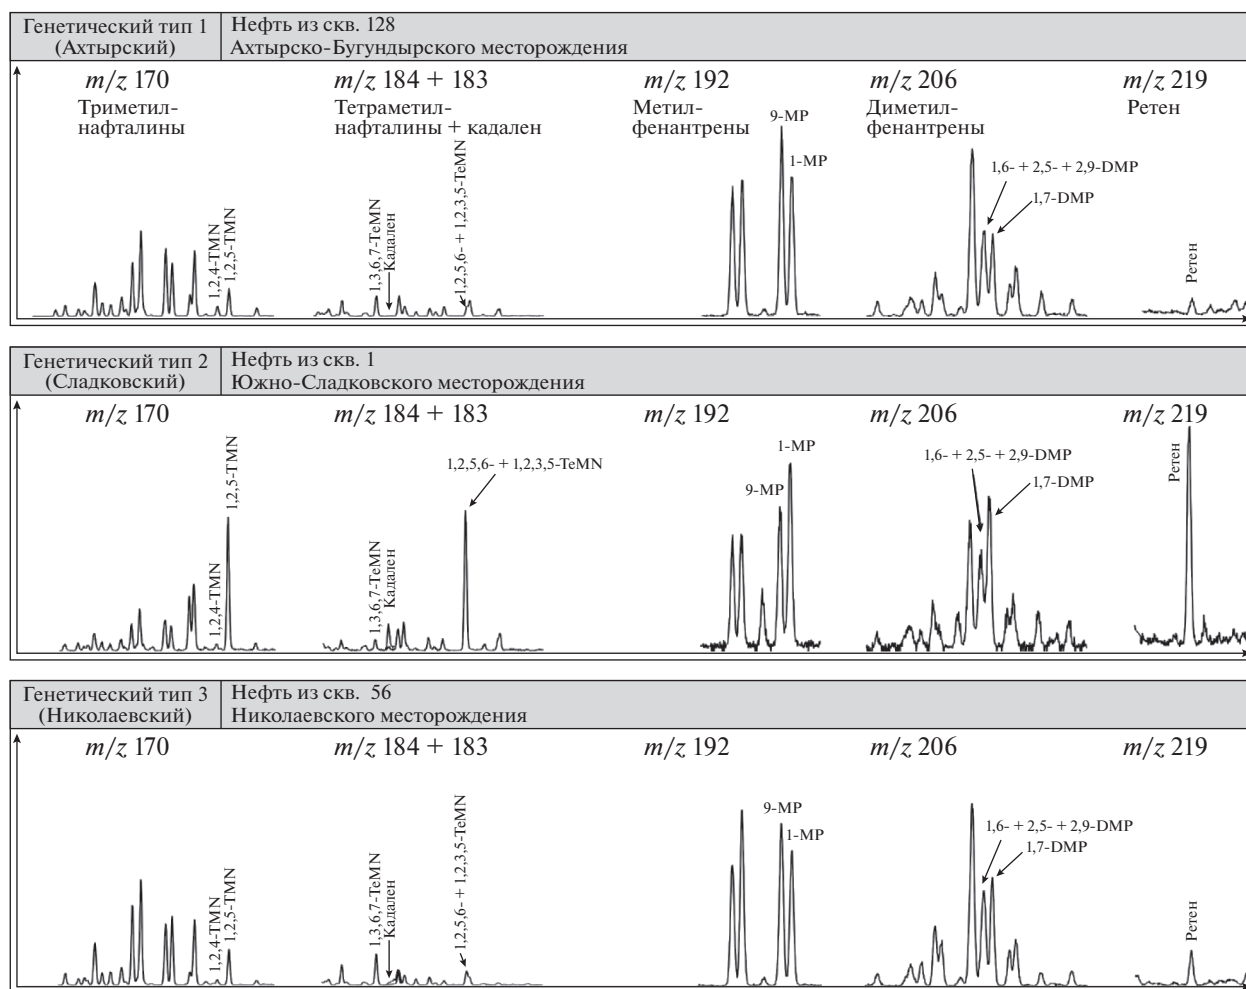 Генетический тип 1
(Ахтырский)
Нефть из скв. 128
Ахтырско-Бугундырского месторождения
m/z 170
Триметил-
нафталины
m/z 184 + 183
Тетраметил-
нафталины + кадален
m/z 192
Метил-
фенантрены
m/z 206
Диметил-
фенантрены
m/z 219
Ретен
1,2,4-TMN
1,2,5-TMN
1,3,6,7-TeMN
Кадален
1,2,5,6- + 1,2,3,5-TeMN
9-MP
1-MP
1,6- + 2,5- + 2,9-DMP
1,7-DMP
Ретен
Генетический тип 2
(Сладковский)
Нефть из скв. 1
Южно-Сладковского месторождения
m/z 170
m/z 184 + 183
m/z 192
m/z 206
m/z 219
1,2,4-TMN
1,2,5-TMN
1,3,6,7-TeMN
Кадален
1,2,5,6- + 1,2,3,5-TeMN
9-MP
1-MP
1,6- + 2,5- + 2,9-DMP
1,7-DMP
Ретен
Генетический тип 3
(Николаевский)
Нефть из скв. 56
Николаевского месторождения
m/z 170
m/z 184 + 183
m/z 192
m/z 206
m/z 219
1,2,4-TMN
1,2,5-TMN
1,3,6,7-TeMN
Кадален
1,2,5,6- + 1,2,3,5-TeMN
9-MP
1-MP
1,6- + 2,5- + 2,9-DMP
1,7-DMP
Ретен